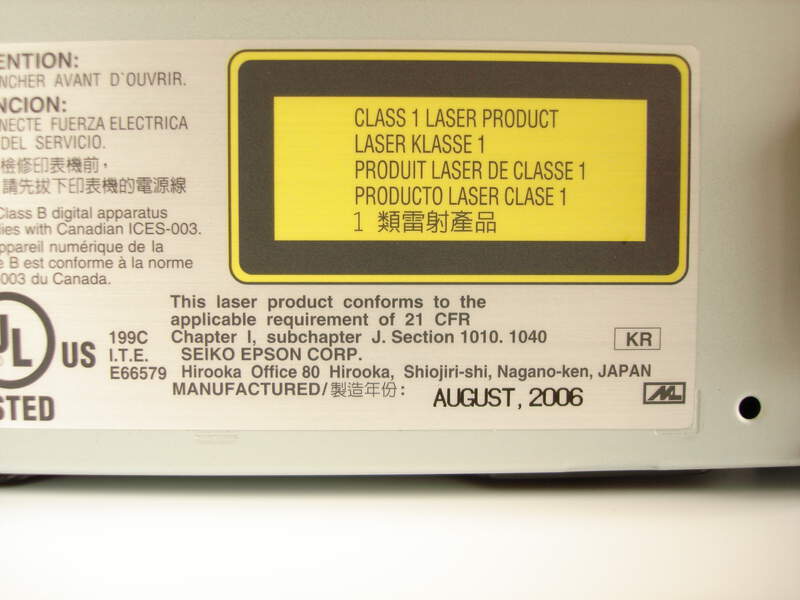 ENTION:
NCHER AVANT D'OUVRIR.
NCION:
NECTE FUERZA ELECTRICA
DEL SERVICIO.
檢修印表機前，
請先拔下印表機的電源線
Class B digital apparatus
lies with Canadian ICES-003.
ppareil numérique de la
e B est conforme à la norme
003 du Canada.
CLASS 1 LASER PRODUCT
LASER KLASSE 1
PRODUIT LASER DE CLASSE 1
PRODUCTO LASER CLASE 1
1 類雷射產品
UL US
STED
199C
I.T.E.
E66579
This laser product conforms to the
applicable requirement of 21 CFR
Chapter I, subchapter J. Section 1010. 1040
SEIKO EPSON CORP.
Hirooka Office 80 Hirooka, Shiojiri-shi, Nagano-ken, JAPAN
MANUFACTURED/製造年份: AUGUST, 2006
KR